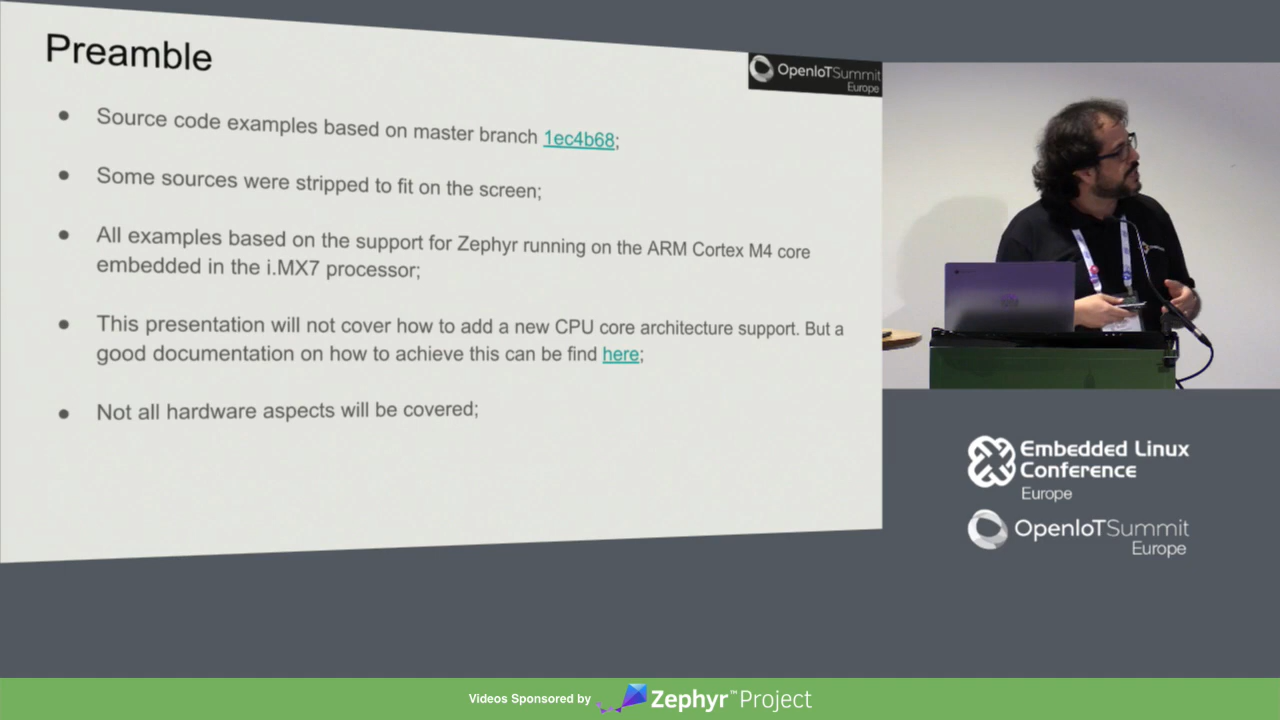 Preamble
OpenIoTSummit
Europe
● Source code examples based on master branch 1ec4b68;
● Some sources were stripped to fit on the screen;
● All examples based on the support for Zephyr running on the ARM Cortex M4 core
embedded in the i.MX7 processor;
● This presentation will not cover how to add a new CPU core architecture support. But a
good documentation on how to achieve this can be find here;
● Not all hardware aspects will be covered;
Embedded Linux
Conference
Europe
OpenIoTSummit
Europe
Videos Sponsored by Zephyr™Project